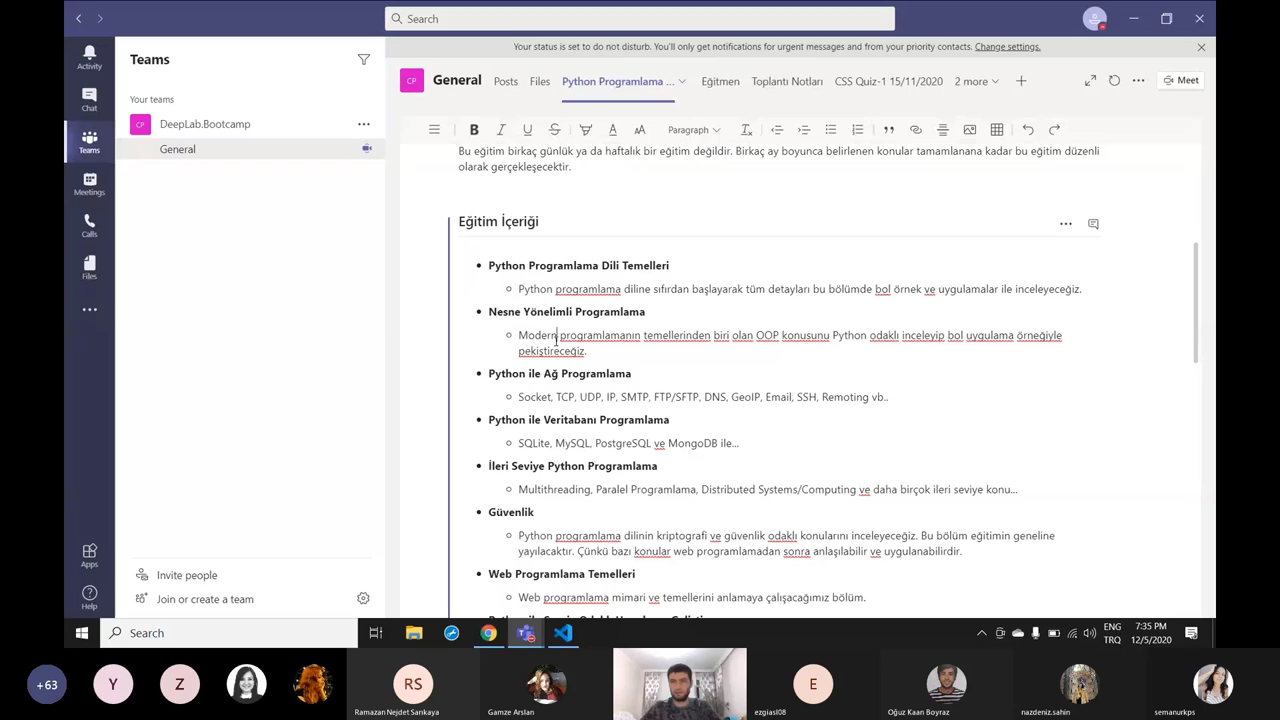 Search
Your status is set to do not disturb. You'll only get notifications for urgent messages and from your priority contacts. Change settings.
Activity
Chat
Teams
Meetings
Calls
Files
Apps
Help
Teams
Your teams
CP DeepLab.Bootcamp
General
Invite people
Join or create a team
CP General Posts Files Python Programlama ... Eğitmen Toplantı Notları CSS Quiz-1 15/11/2020 2 more Meet
B I U S A AA Paragraph
Bu eğitim birkaç günlük ya da haftalık bir eğitim değildir. Birkaç ay boyunca belirlenen konular tamamlanana kadar bu eğitim düzenli
olarak gerçekleşecektir.
Eğitim İçeriği
Python Programlama Dili Temelleri
Python programlama diline sıfırdan başlayarak tüm detayları bu bölümde bol örnek ve uygulamalar ile inceleyeceğiz.
Nesne Yönelimli Programlama
Modern programlamanın temellerinden biri olan OOP konusunu Python odaklı inceleyip bol uygulama örneğiyle
pekiştireceğiz.
Python ile Ağ Programlama
Socket, TCP, UDP, IP, SMTP, FTP/SFTP, DNS, GeoIP, Email, SSH, Remoting vb..
Python ile Veritabanı Programlama
SQLite, MySQL, PostgreSQL ve MongoDB ile...
İleri Seviye Python Programlama
Multithreading, Paralel Programlama, Distributed Systems/Computing ve daha birçok ileri seviye konu...
Güvenlik
Python programlama dilinin kriptografi ve güvenlik odaklı konularını inceleyeceğiz. Bu bölüm eğitimin geneline
yayılacaktır. Çünkü bazı konular web programlamadan sonra anlaşılabilir ve uygulanabilirdir.
Web Programlama Temelleri
Web programlama mimari ve temellerini anlamaya çalışacağımız bölüm.
Search
ENG
TRQ
7:35 PM
12/5/2020
+63
Y
Z
RS
E
Ramazan Nejdet Sarıkaya
Gamze Arslan
ezgiasl08
Oğuz Kaan Boyraz
nazdeniz.sahin
semanurkps